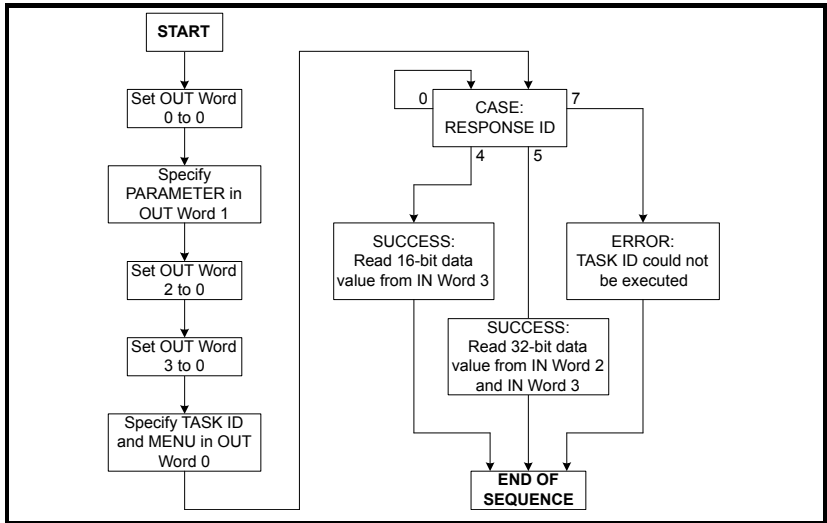 START
Set OUT Word
0 to 0
Specify
PARAMETER in
OUT Word 1
Set OUT Word
2 to 0
Set OUT Word
3 to 0
Specify TASK ID
and MENU in OUT
Word 0
CASE:
RESPONSE ID
0
7
4
5
SUCCESS:
Read 16-bit data
value from IN Word 3
ERROR:
TASK ID could not
be executed
SUCCESS:
Read 32-bit data
value from IN Word 2
and IN Word 3
END OF
SEQUENCE